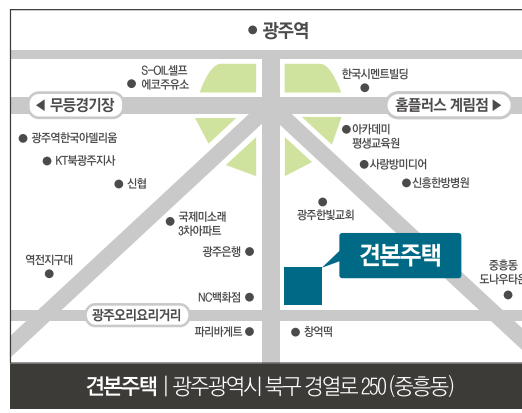 광주역
S-OIL셀프
에코주유소
한국시멘트빌딩
◀ 무등경기장
홈플러스 계림점 ▶
광주역한국아델리움
아카데미
평생교육원
KT북광주지사
사랑방미디어
신협
신흥한방병원
광주한빛교회
국제미소래
3차아파트
광주은행
견본주택
역전지구대
중흥동
도나우타운
NC백화점
광주오리요리거리
파리바게트
창억떡
견본주택 | 광주광역시 북구 경열로 250 (중흥동)